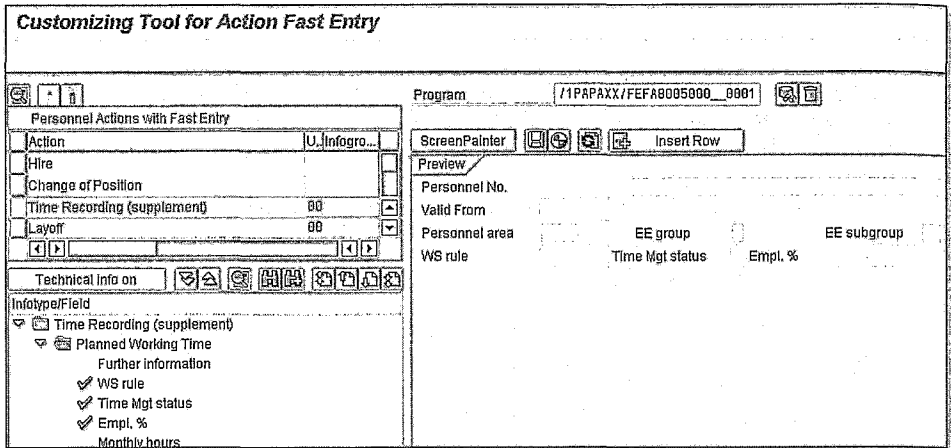 Customizing Tool for Action Fast Entry
Program /1PAPAXX/FEFA8005000__0001
Personnel Actions with Fast Entry
Action U.. Infogro...
Hire
Change of Position
Time Recording (supplement) 00
Layoff 00
Technical info on
Infotype/Field
Time Recording (supplement)
Planned Working Time
Further information
WS rule
Time Mgt status
Empl, %
Monthly hours
ScreenPainter Insert Row
Preview
Personnel No.
Valid From
Personnel area EE group EE subgroup
WS rule Time Mgt status Empl, %